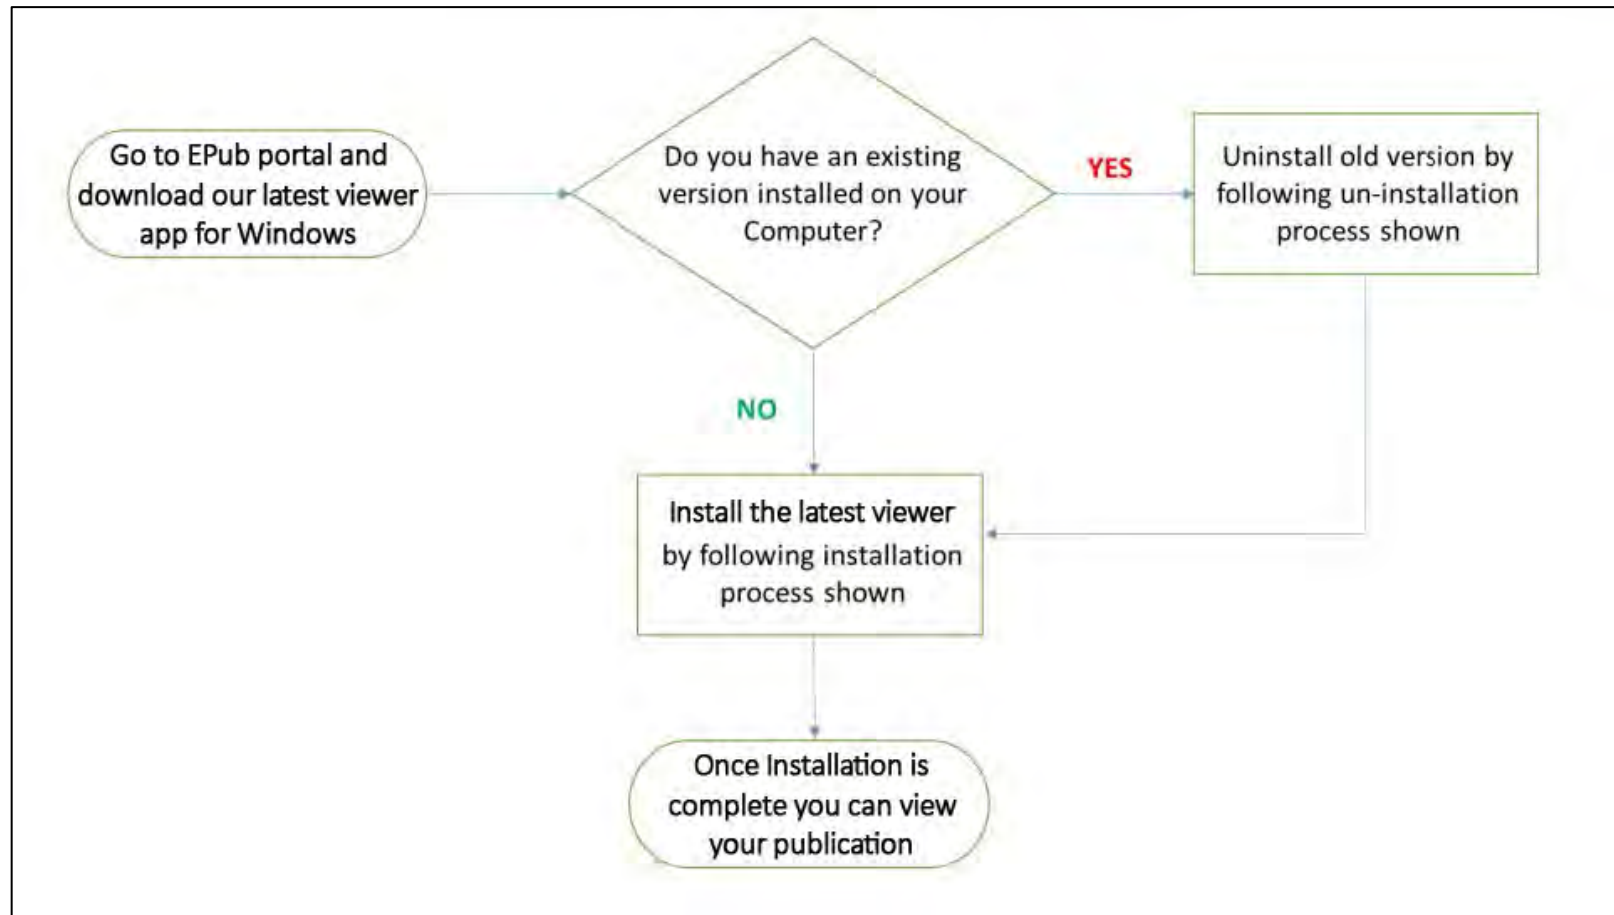 Go to EPub portal and
download our latest viewer
app for Windows
Do you have an existing
version installed on your
Computer?
YES
Uninstall old version by
following un-installation
process shown
NO
Install the latest viewer
by following installation
process shown
Once Installation is
complete you can view
your publication